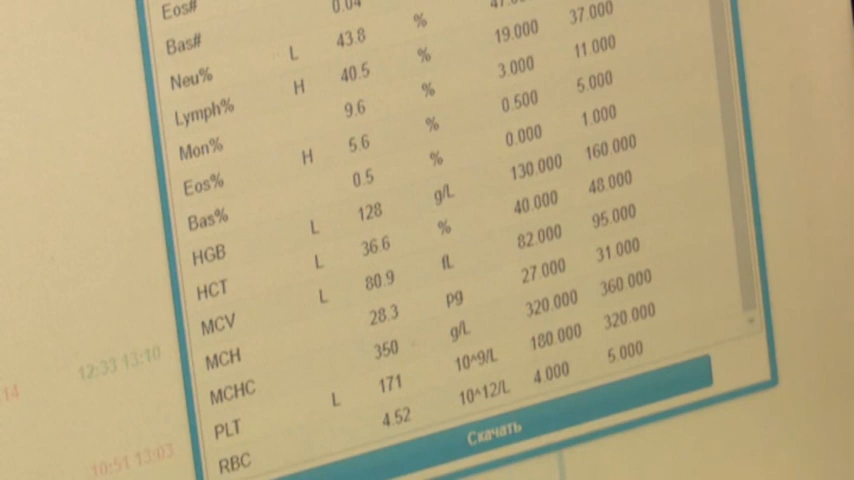 Eos#
Bas# 0.04
Neu% L 43.8 %
Lymph% H 40.5 % 19.000 37.000
Mon% 9.6 % 3.000 11.000
Eos% H 5.6 % 0.500 5.000
Bas% 0.5 % 0.000 1.000
HGB L 128 g/L 130.000 160.000
HCT L 36.6 % 40.000 48.000
MCV L 80.9 fL 82.000 95.000
MCH 28.3 pg 27.000 31.000
MCHC 350 g/L 320.000 360.000
PLT L 171 10^9/L 180.000 320.000
RBC 4.52 10^12/L 4.000 5.000
Скачать
12:33 13:10
14
10:51 13:03